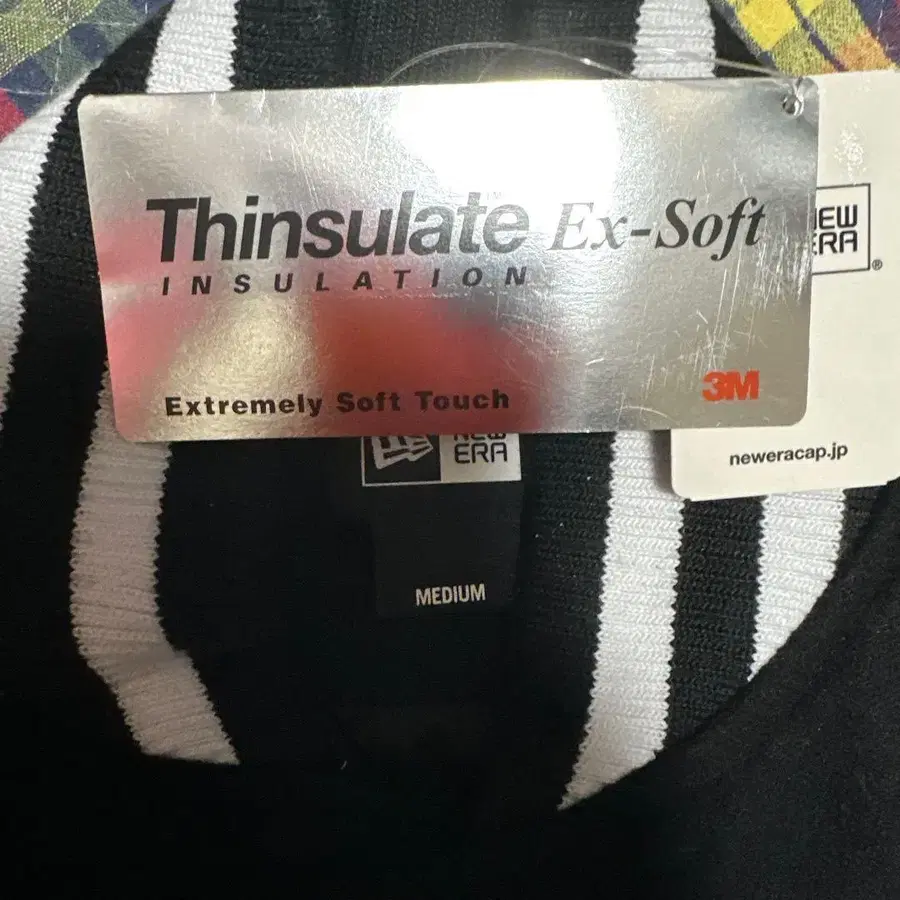 Thinsulate Ex-Soft
INSULATION
Extremely Soft Touch
3M
NEW
ERA
®
neweracap.jp
NEW
ERA
MEDIUM